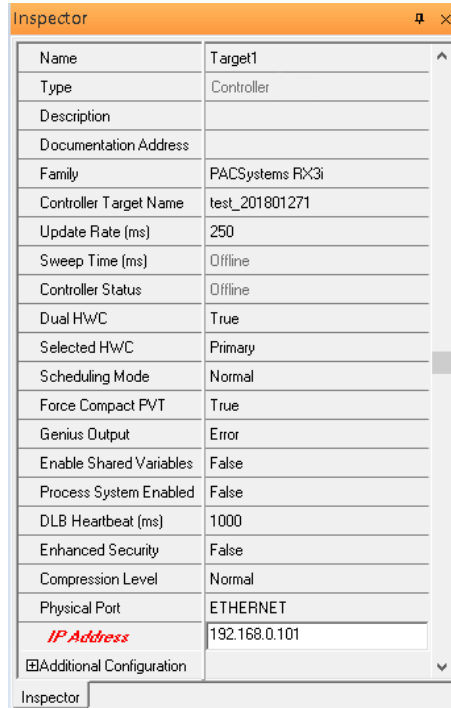 Inspector
Name Target1
Type Controller
Description
Documentation Address
Family PACSystems RX3i
Controller Target Name test_201801271
Update Rate (ms) 250
Sweep Time (ms) Offline
Controller Status Offline
Dual HWC True
Selected HWC Primary
Scheduling Mode Normal
Force Compact PVT True
Genius Output Error
Enable Shared Variables False
Process System Enabled False
DLB Heartbeat (ms) 1000
Enhanced Security False
Compression Level Normal
Physical Port ETHERNET
IP Address 192.168.0.101
Additional Configuration
Inspector